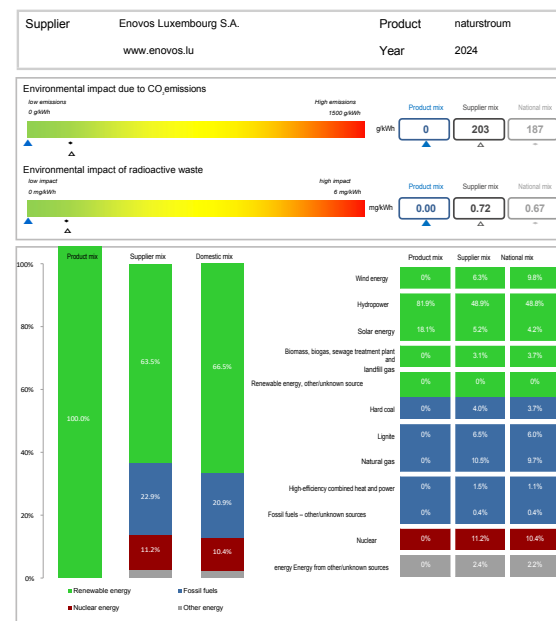 Supplier Enovos Luxembourg S.A. Product naturstroum
www.enovos.lu Year 2024
Environmental impact due to CO2emissions
low emissions High emissions
0 g/kWh 1500 g/kWh
Product mix Supplier mix National mix
g/kWh 0 203 187
Environmental impact of radioactive waste
low impact high impact
0 mg/kWh 6 mg/kWh
Product mix Supplier mix National mix
mg/kWh 0.00 0.72 0.67
Product mix Supplier mix Domestic mix
100%
80%
60%
40%
20%
0%
100.0%
63.5%
22.9%
11.2%
66.5%
20.9%
10.4%
Renewable energy Fossil fuels
Nuclear energy Other energy
Product mix Supplier mix National mix
Wind energy 0% 6.3% 9.8%
Hydropower 81.9% 48.9% 48.8%
Solar energy 18.1% 5.2% 4.2%
Biomass, biogas, sewage treatment plant
and
landfill gas 0% 3.1% 3.7%
Renewable energy, other/unknown source 0% 0% 0%
Hard coal 0% 4.0% 3.7%
Lignite 0% 6.5% 6.0%
Natural gas 0% 10.5% 9.7%
High-efficiency combined heat and power 0% 1.5% 1.1%
Fossil fuels – other/unknown sources 0% 0.4% 0.4%
Nuclear 0% 11.2% 10.4%
energy Energy from other/unknown sources 0% 2.4% 2.2%